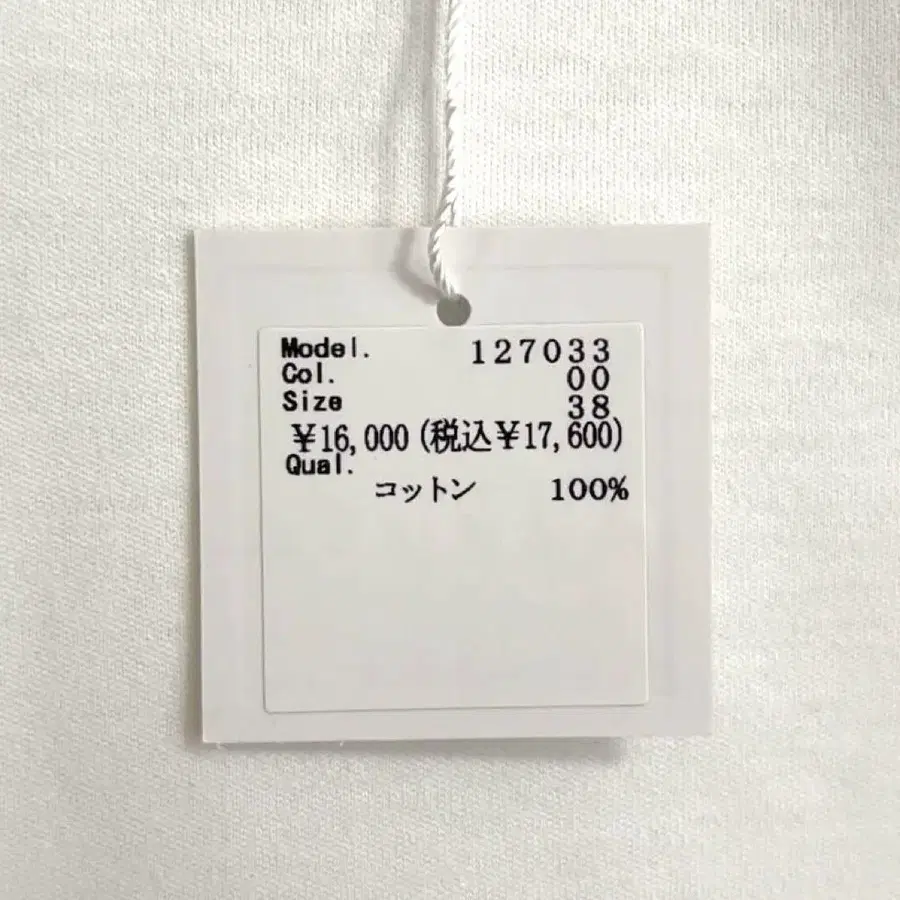 Model. 127033
Col. 00
Size 38
￥16,000(税込￥17,600)
Qual.
コットン 100%